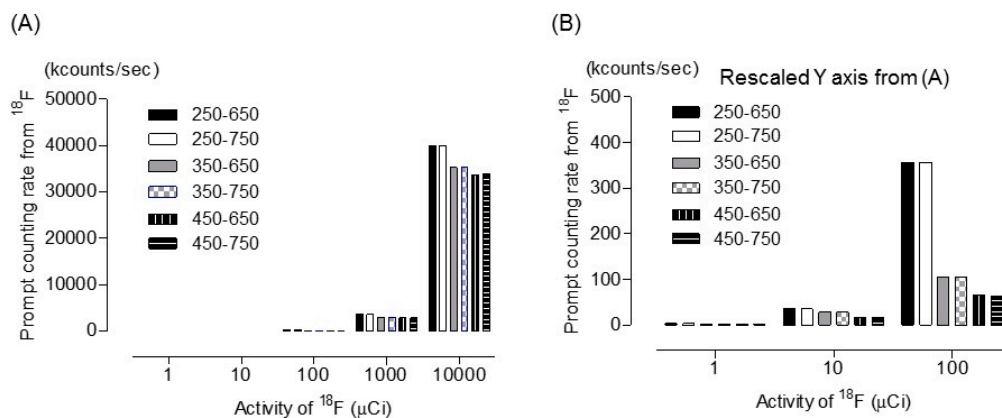 (A)
(kcounts/sec)
Prompt counting rate from ¹⁸F
50000
40000
30000
20000
10000
0
250-650
250-750
350-650
350-750
450-650
450-750
1 10 100 1000 10000
Activity of ¹⁸F (μCi)
(B)
(kcounts/sec)
Rescaled Y axis from (A)
Prompt counting rate from ¹⁸F
500
400
300
200
100
0
250-650
250-750
350-650
350-750
450-650
450-750
1 10 100
Activity of ¹⁸F (μCi)